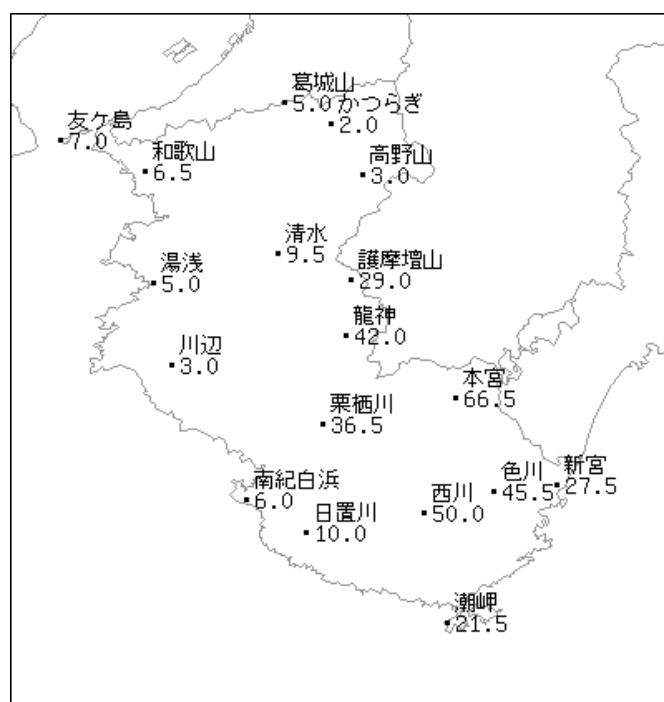 葛城山
5.0 かつらぎ
2.0
友ケ島
7.0
和歌山
6.5
高野山
3.0
清水
9.5
護摩壇山
29.0
湯浅
5.0
龍神
42.0
川辺
3.0
本宮
66.5
栗栖川
36.5
南紀白浜
6.0
日置川
10.0
西川
50.0
色川
45.5
新宮
27.5
潮岬
21.5